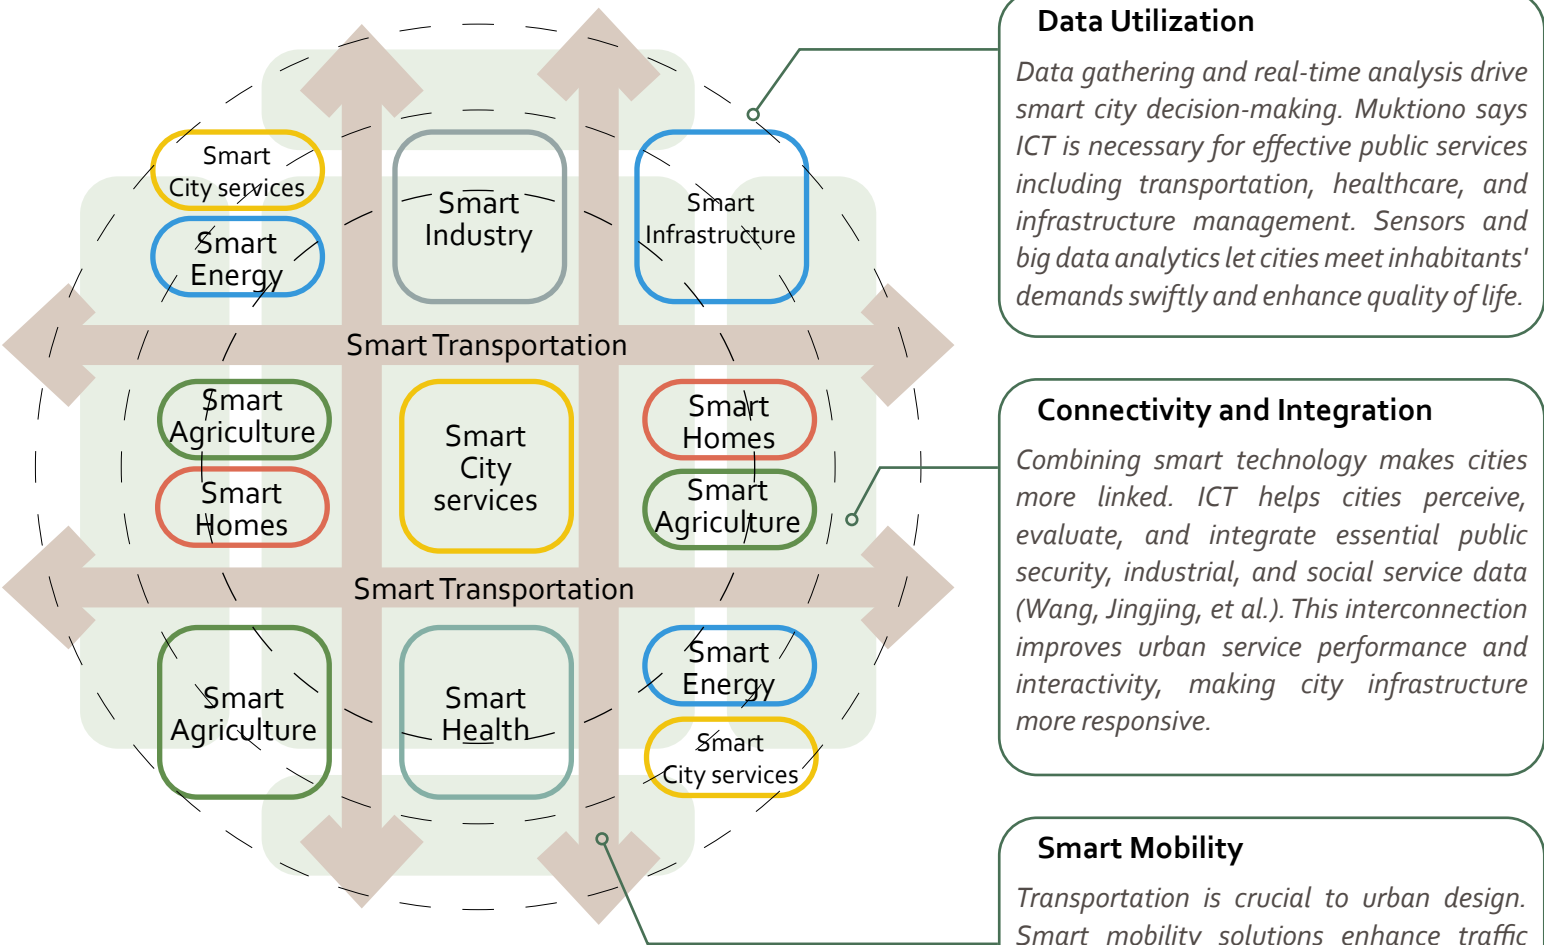 Smart
City services
Smart
Energy
Smart
Industry
Smart
Infrastructure
Smart Transportation
Smart
Agriculture
Smart
Homes
Smart
City
services
Smart
Homes
Smart
Agriculture
Smart Transportation
Smart
Agriculture
Smart
Health
Smart
Energy
Smart
City services
Data Utilization
Data gathering and real-time analysis drive
smart city decision-making. Muktiono says
ICT is necessary for effective public services
including transportation, healthcare, and
infrastructure management. Sensors and
big data analytics let cities meet inhabitants'
demands swiftly and enhance quality of life.
Connectivity and Integration
Combining smart technology makes cities
more linked. ICT helps cities perceive,
evaluate, and integrate essential public
security, industrial, and social service data
(Wang, Jingjing, et al.). This interconnection
improves urban service performance and
interactivity, making city infrastructure
more responsive.
Smart Mobility
Transportation is crucial to urban design.
Smart mobility solutions enhance traffic